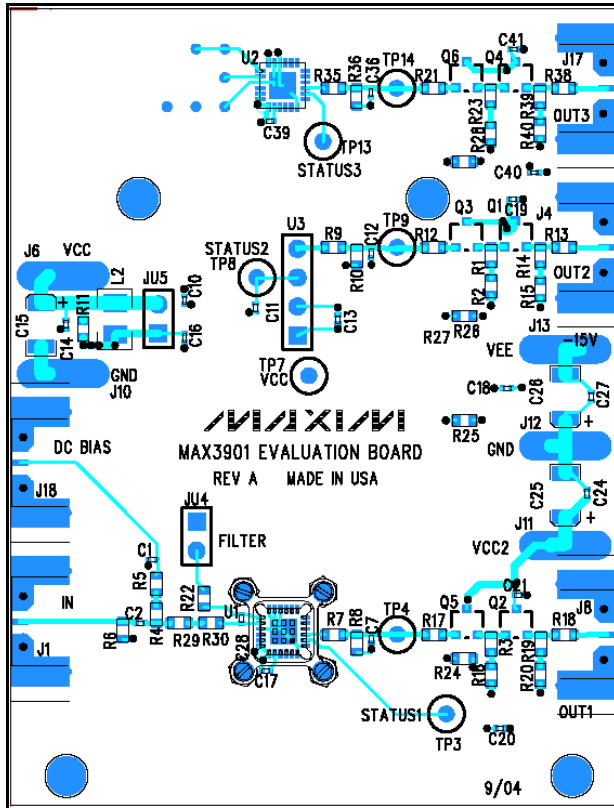 C41
J17
U2
R36
C36
TP14
Q6
Q4
R35
R21
R38
R23
R39
C39
R28
R40
OUT3
TP13
STATUS3
C40
U3
Q3
Q1
C19
J4
R9
C12
TP9
R12
R13
J6
VCC
STATUS2
TP8
R10
R1
R14
L2
JU5
C10
OUT2
R11
R2
R15
C15
C14
C16
C11
C13
R27
R26
J13
-15V
TP7
VCC
VEE
GND
J10
C18
C26
C27
MAXIM
J12
DC BIAS
MAX3901 EVALUATION BOARD
R25
GND
REV A MADE IN USA
J18
JU4
C25
C24
J11
FILTER
VCC2
C1
R5
R22
C21
IN
U1
Q5
Q2
J8
C2
R6
R4
R29
R30
C28
R7
R8
C7
TP4
R17
R3
R18
J1
R19
C17
R24
R16
R20
STATUS1
OUT1
TP3
C20
9/04